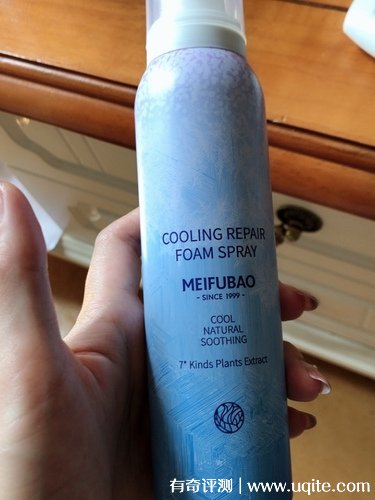 COOLING REPAIR
FOAM SPRAY
MEIFUBAO
- SINCE 1999 -
COOL
NATURAL
SOOTHING
7* Kinds Plants Extract
有奇评测 | www.uqite.com